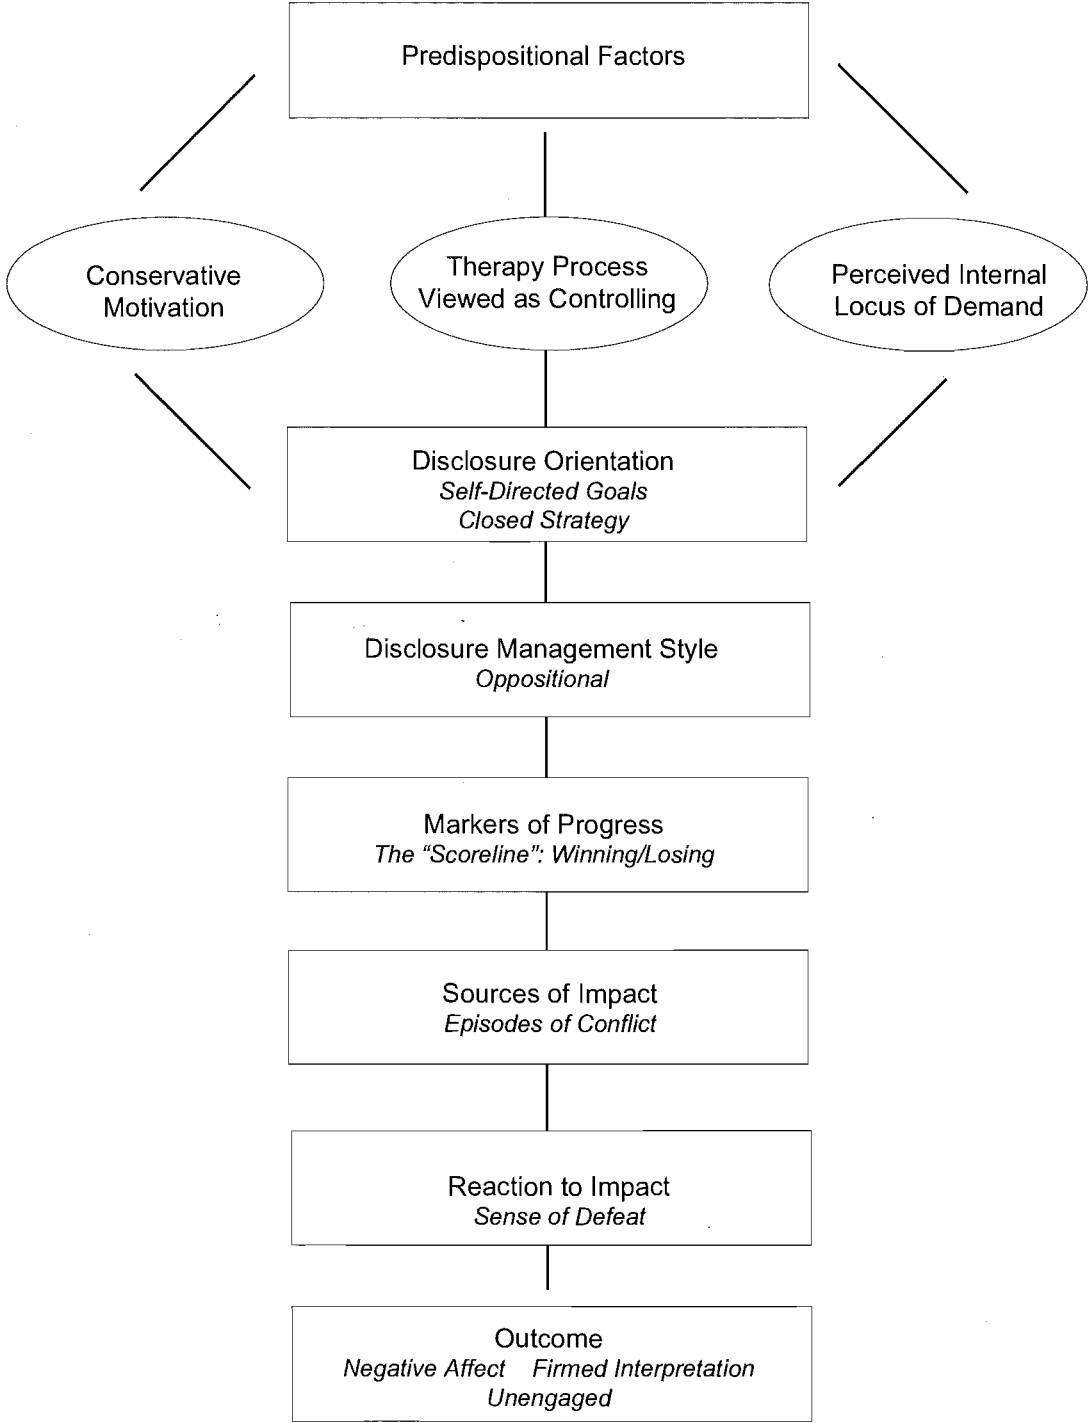 Predispositional Factors
Conservative
Motivation
Therapy Process
Viewed as Controlling
Perceived Internal
Locus of Demand
Disclosure Orientation
Self-Directed Goals
Closed Strategy
Disclosure Management Style
Oppositional
Markers of Progress
The “Scoreline”: Winning/Losing
Sources of Impact
Episodes of Conflict
Reaction to Impact
Sense of Defeat
Outcome
Negative Affect Firmed Interpretation
Unengaged